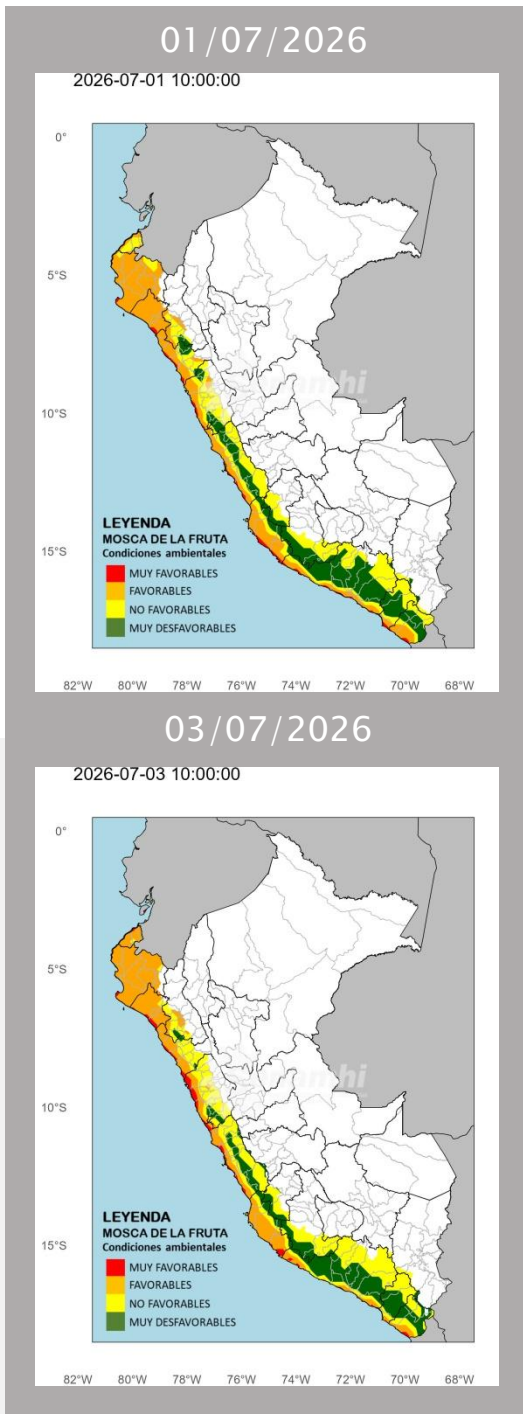 01/07/2026
2026-07-01 10:00:00
0°
5°S
10°S
15°S
LEYENDA
MOSCA DE LA FRUTA
Condiciones ambientales
MUY FAVORABLES
FAVORABLES
NO FAVORABLES
MUY DESFAVORABLES
82°W 80°W 78°W 76°W 74°W 72°W 70°W 68°W
03/07/2026
2026-07-03 10:00:00
0°
5°S
10°S
15°S
LEYENDA
MOSCA DE LA FRUTA
Condiciones ambientales
MUY FAVORABLES
FAVORABLES
NO FAVORABLES
MUY DESFAVORABLES
82°W 80°W 78°W 76°W 74°W 72°W 70°W 68°W